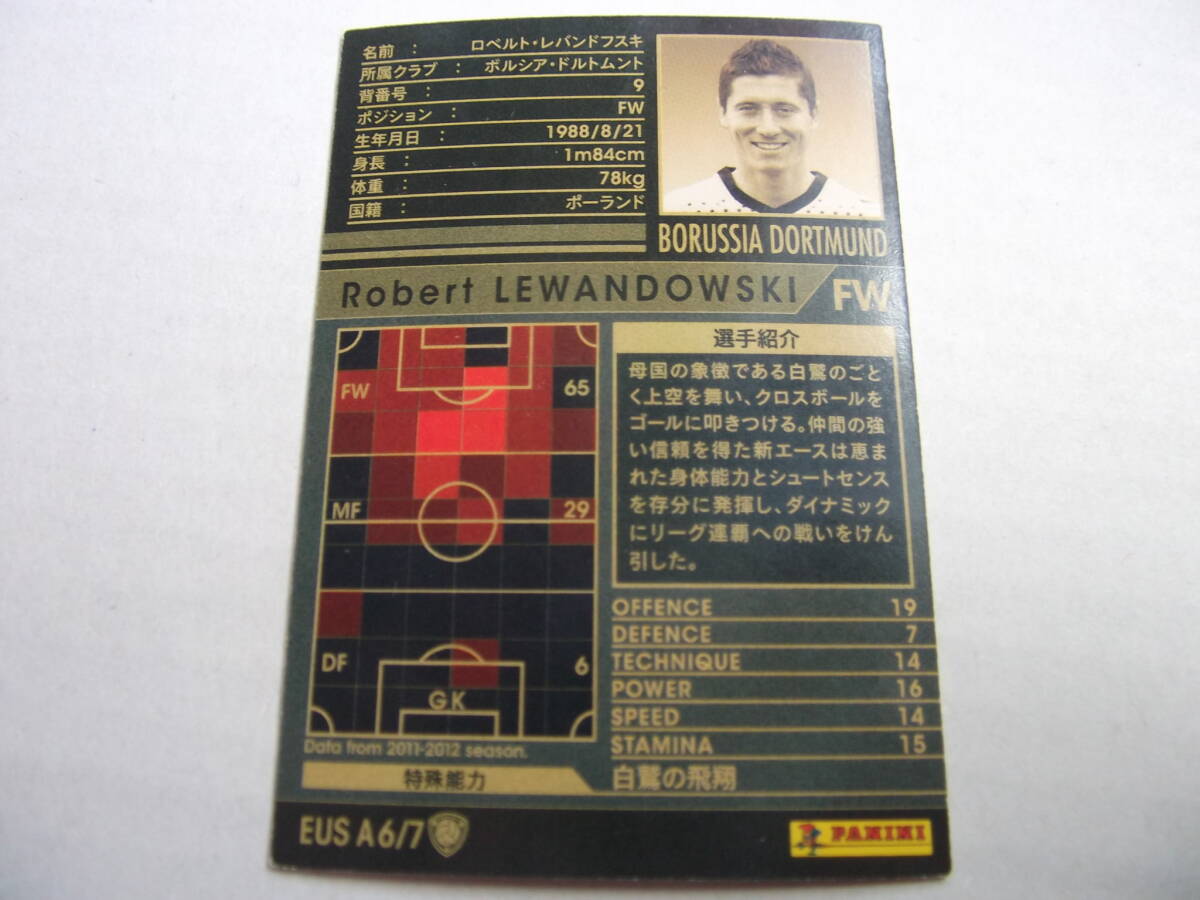 名前 : ロベルト・レバンドフスキ
所属クラブ : ボルシア・ドルトムント
背番号 : 9
ポジション : FW
生年月日 : 1988/8/21
身長 : 1m84cm
体重 : 78kg
国籍 : ポーランド
BORUSSIA DORTMUND
Robert LEWANDOWSKI FW
FW 65
MF 29
DF 6
GK
Data from 2011-2012 season.
選手紹介
母国の象徴である白鷲のごと
く上空を舞い、クロスボールを
ゴールに叩きつける。仲間の強
い信頼を得た新エースは恵ま
れた身体能力とシュートセンス
を存分に発揮し、ダイナミック
にリーグ連覇への戦いをけん
引した。
OFFENCE 19
DEFENCE 7
TECHNIQUE 14
POWER 16
SPEED 14
STAMINA 15
特殊能力 白鷲の飛翔
EUS A6/7
PANINI